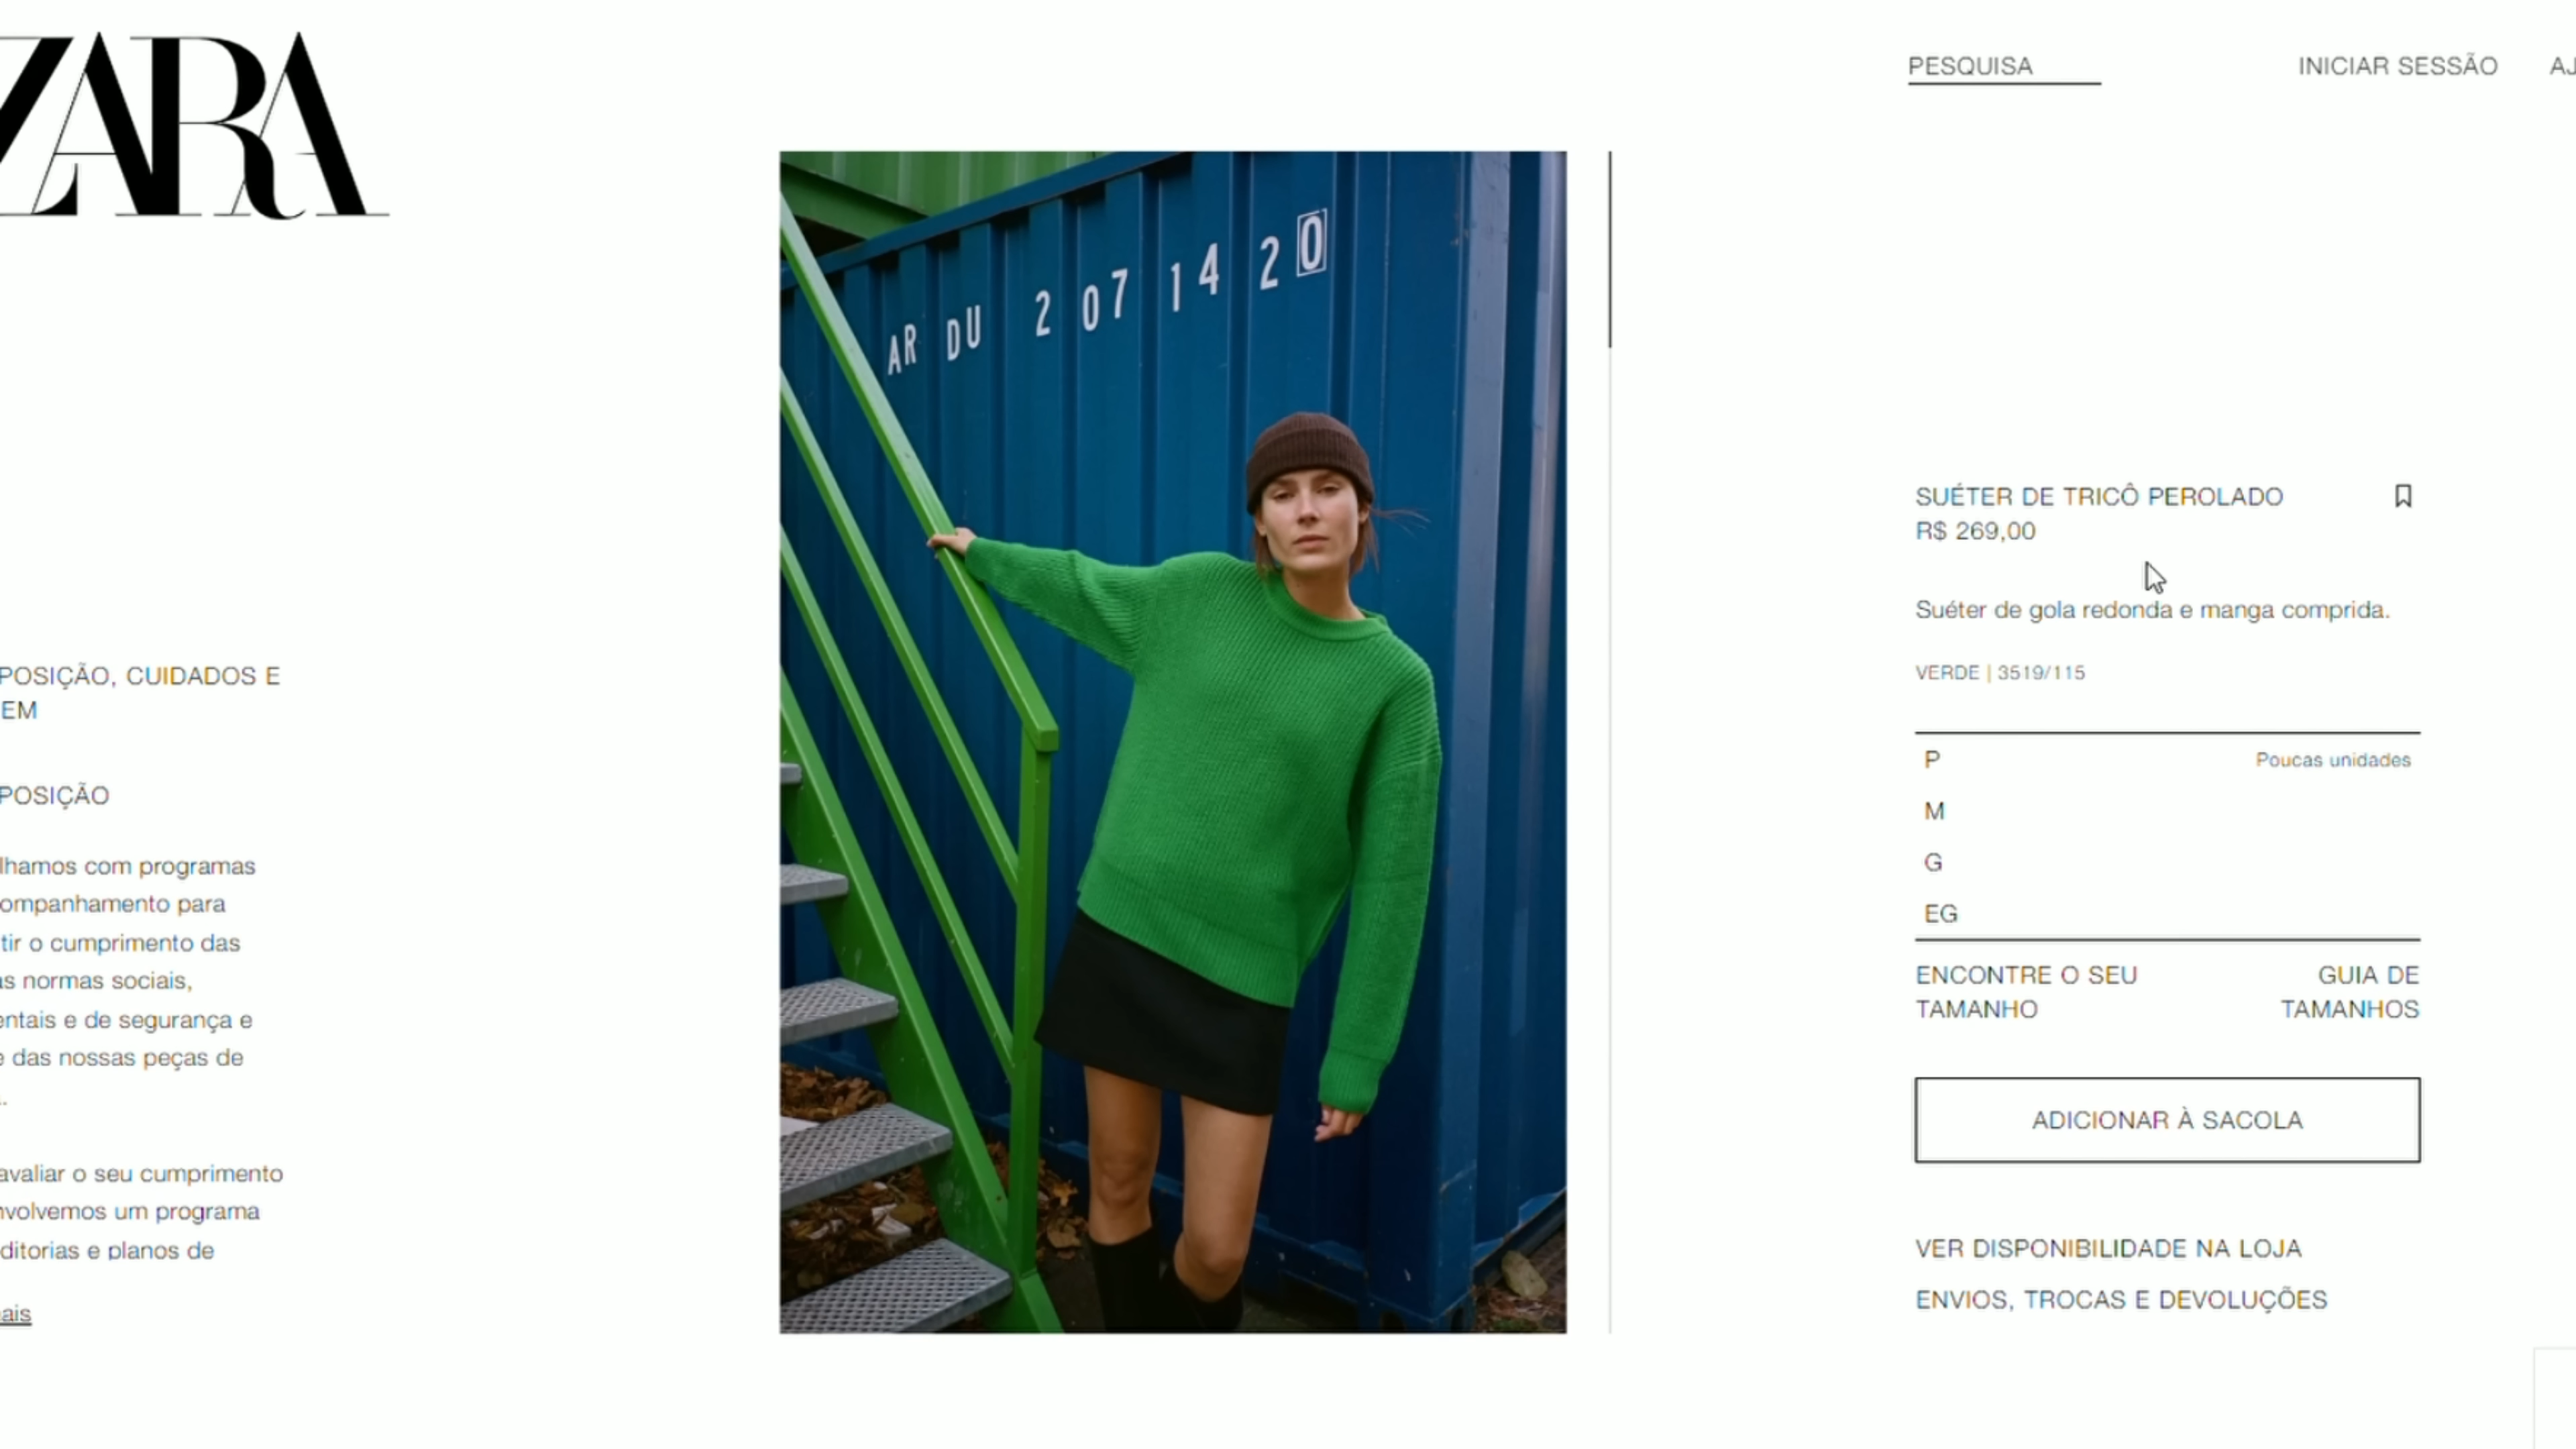 ZARA
PESQUISA
INICIAR SESSÃO
AR DU 2 07 14 20
SUÉTER DE TRICÔ PEROLADO
R$ 269,00
Suéter de gola redonda e manga comprida.
VERDE | 3519/115
P Poucas unidades
M
G
EG
ENCONTRE O SEU
TAMANHO
GUIA DE
TAMANHOS
ADICIONAR À SACOLA
VER DISPONIBILIDADE NA LOJA
ENVIOS, TROCAS E DEVOLUÇÕES
POSIÇÃO, CUIDADOS E
EM
POSIÇÃO
lhamos com programas
ompanhamento para
tir o cumprimento das
as normas sociais,
entais e de segurança e
e das nossas peças de
avaliar o seu cumprimento
nvolvemos um programa
ditorias e planos de
ais